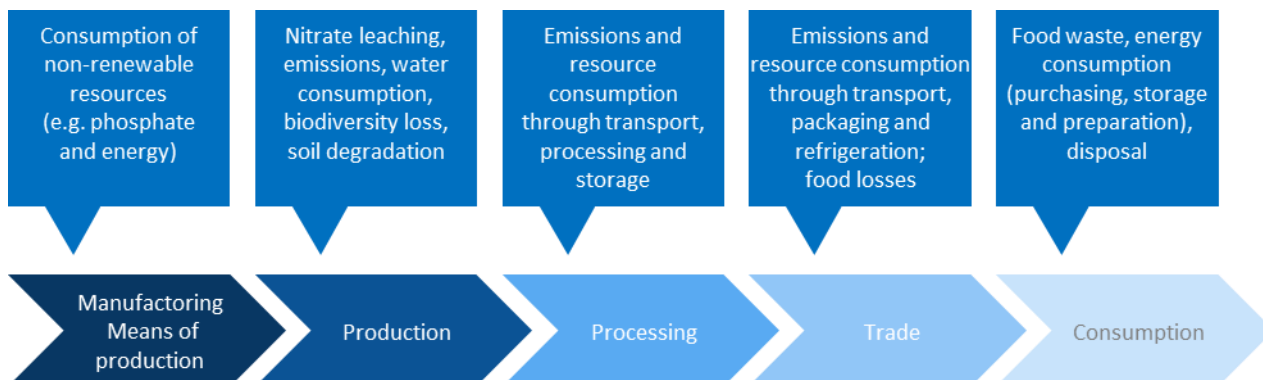 Consumption of
non-renewable
resources
(e.g. phosphate
and energy)
Nitrate leaching,
emissions, water
consumption,
biodiversity loss,
soil degradation
Emissions and
resource
consumption
through transport,
processing and
storage
Emissions and
resource consumption
through transport,
packaging and
refrigeration;
food losses
Food waste, energy
consumption
(purchasing, storage
and preparation),
disposal
Manufactoring
Means of
production
Production
Processing
Trade
Consumption